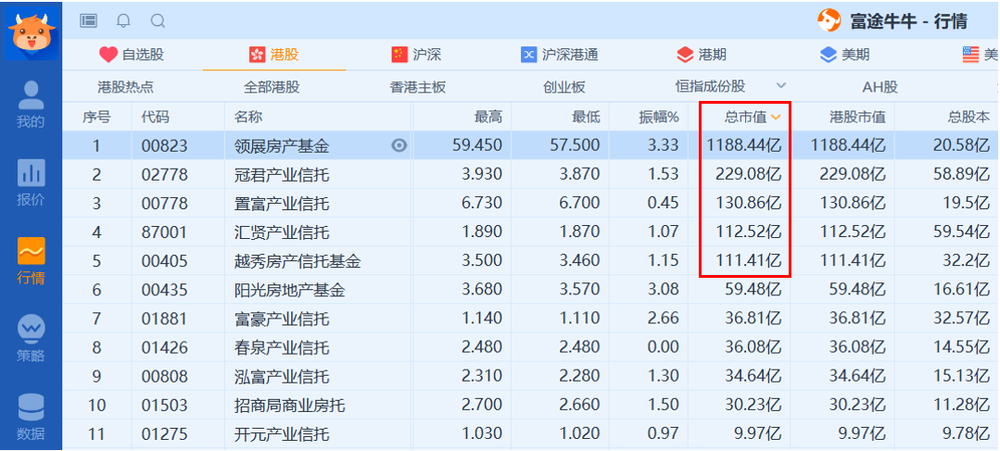 富途牛牛 - 行情
自选股 港股 沪深 沪深港通 港期 美期 美
港股热点 全部港股 香港主板 创业板 恒指成份股 AH股
序号 代码 名称 最高 最低 振幅% 总市值 港股市值 总股本
1 00823 领展房产基金 59.450 57.500 3.33 1188.44亿 1188.44亿 20.58亿
2 02778 冠君产业信托 3.930 3.870 1.53 229.08亿 229.08亿 58.89亿
3 00778 置富产业信托 6.730 6.700 0.45 130.86亿 130.86亿 19.5亿
4 87001 汇贤产业信托 1.890 1.870 1.07 112.52亿 112.52亿 59.54亿
5 00405 越秀房产信托基金 3.500 3.460 1.15 111.41亿 111.41亿 32.2亿
6 00435 阳光房地产基金 3.680 3.570 3.08 59.48亿 59.48亿 16.61亿
7 01881 富豪产业信托 1.140 1.110 2.66 36.81亿 36.81亿 32.57亿
8 01426 春泉产业信托 2.480 2.480 0.00 36.08亿 36.08亿 14.55亿
9 00808 泓富产业信托 2.310 2.280 1.30 34.64亿 34.64亿 15.13亿
10 01503 招商局商业房托 2.700 2.660 1.50 30.23亿 30.23亿 11.28亿
11 01275 开元产业信托 1.030 1.020 0.97 9.97亿 9.97亿 9.78亿
我的
报价
行情
策略
数据